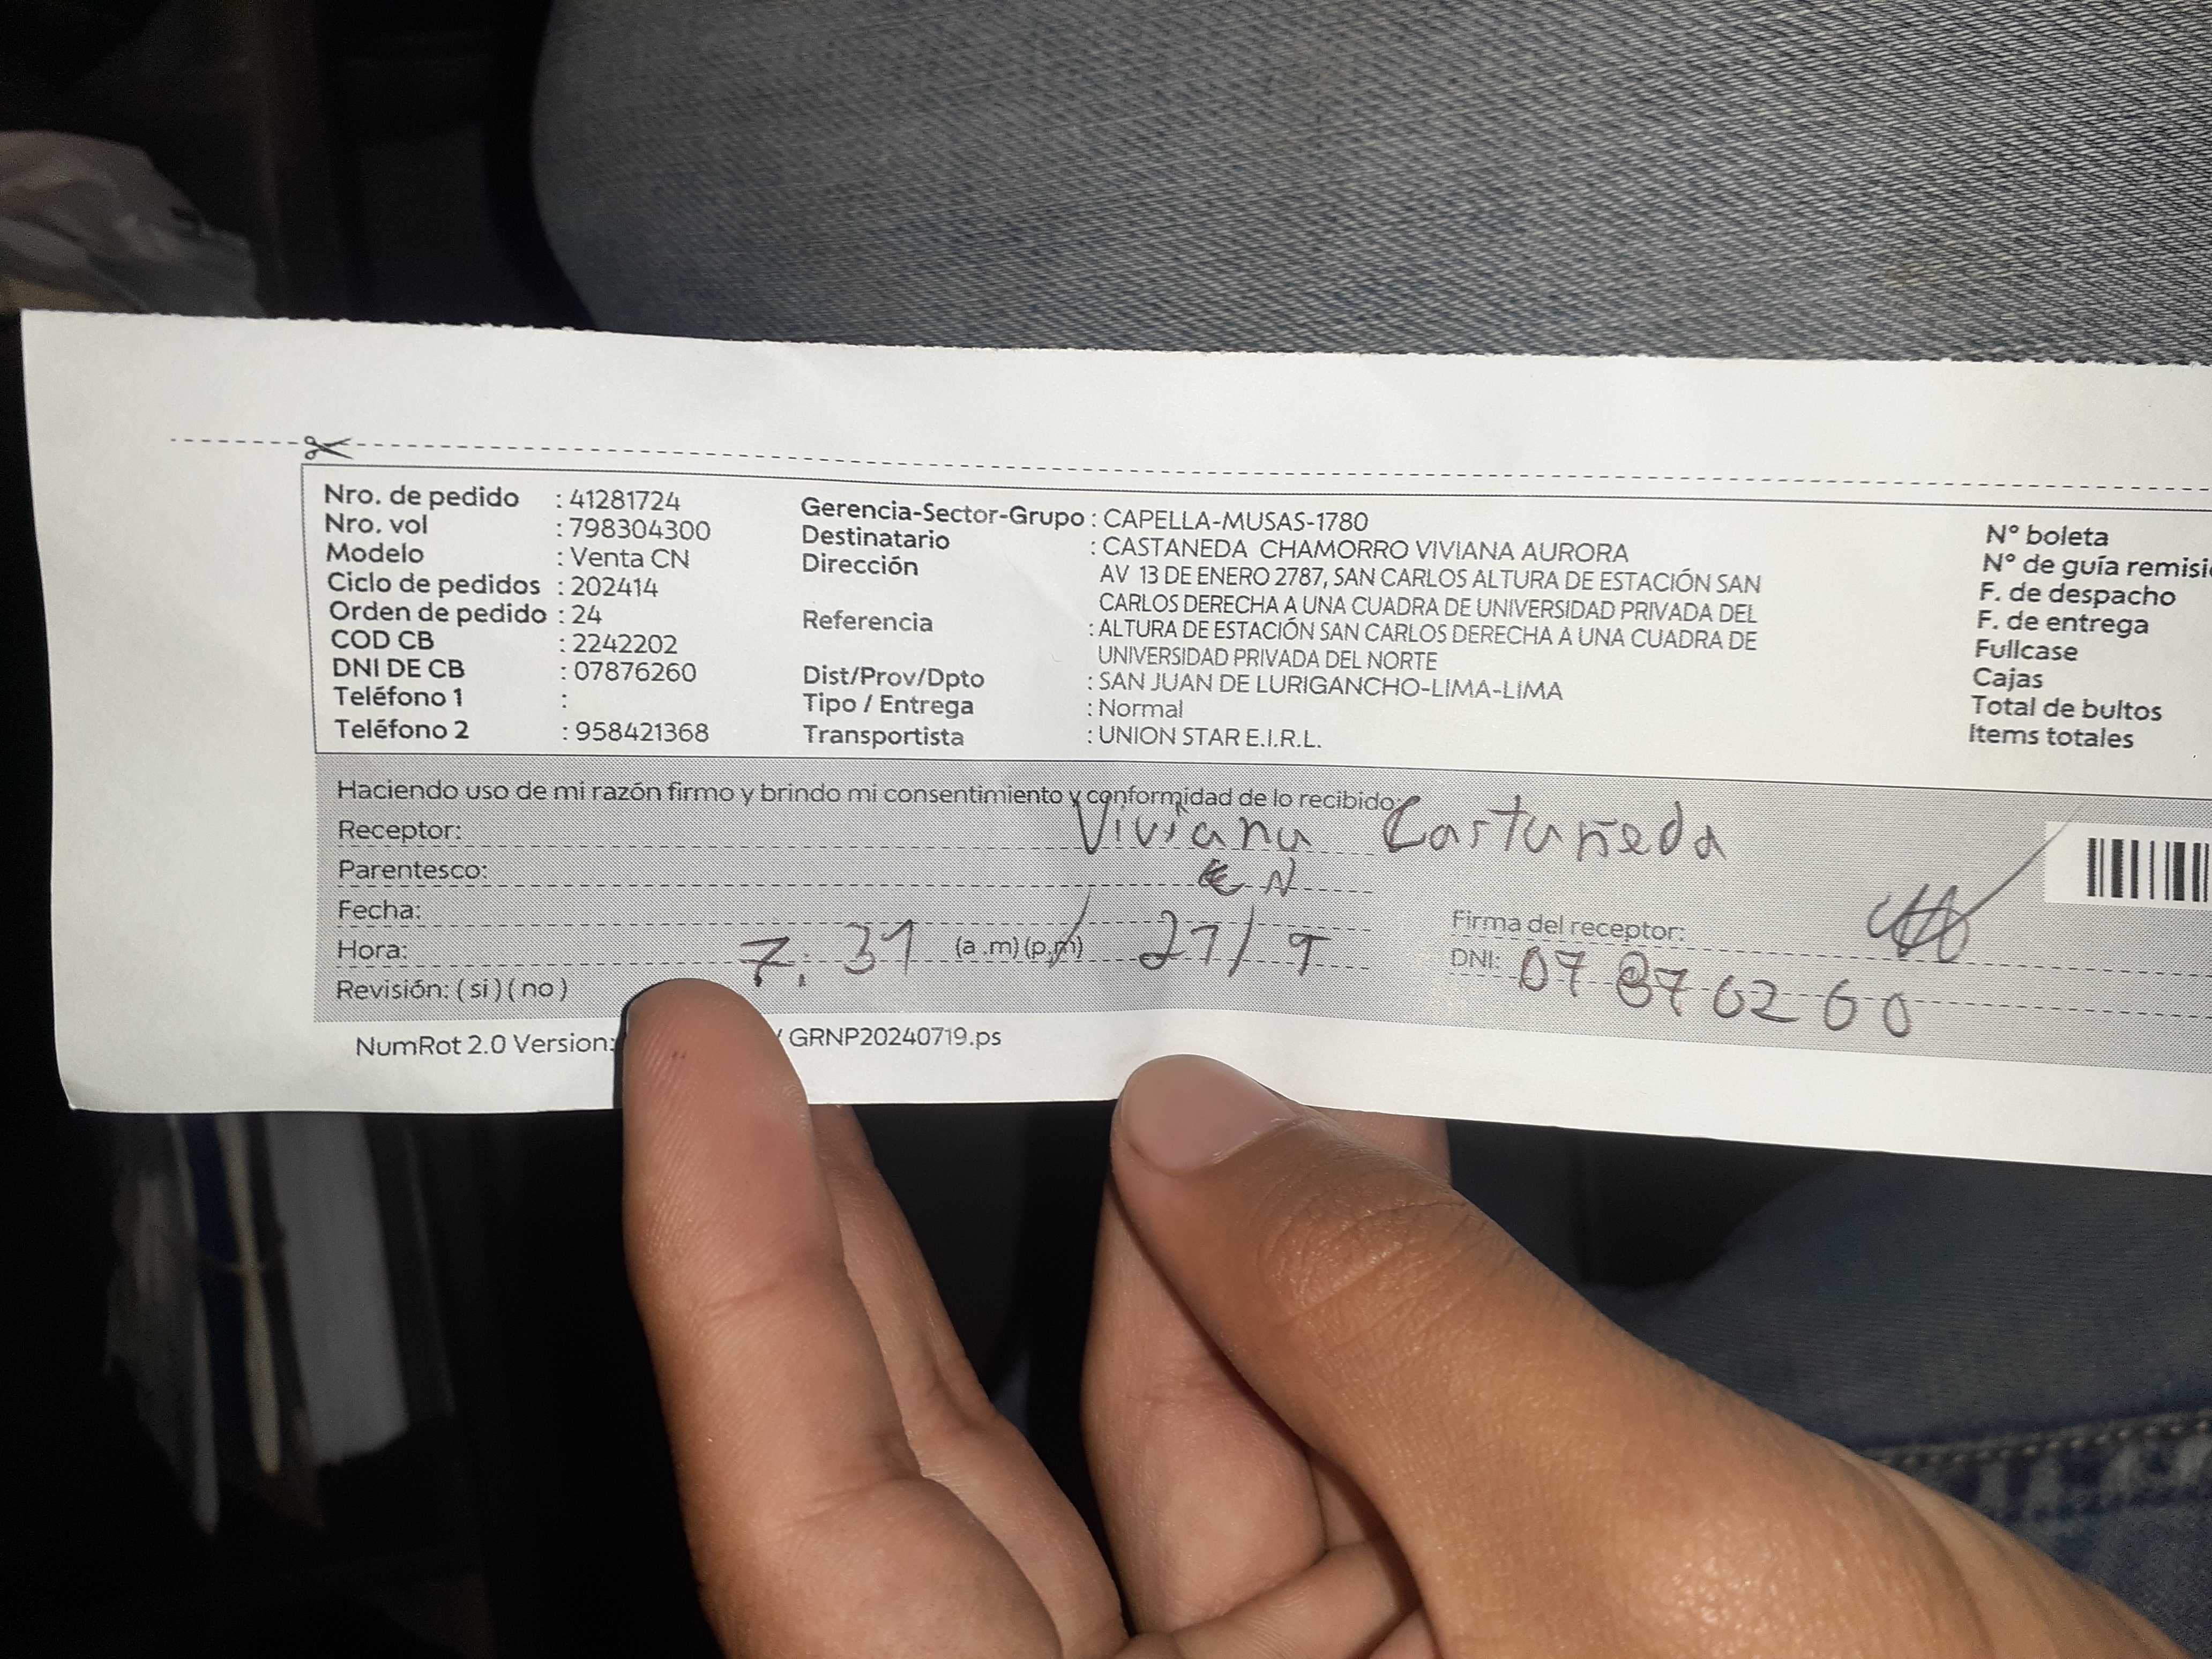 Nro. de pedido : 41281724
Nro. vol : 798304300
Modelo : Venta CN
Ciclo de pedidos : 202414
Orden de pedido : 24
COD CB : 2242202
DNI DE CB : 07876260
Teléfono 1 :
Teléfono 2 : 958421368
Gerencia-Sector-Grupo : CAPELLA-MUSAS-1780
Destinatario : CASTANEDA CHAMORRO VIVIANA AURORA
Dirección AV 13 DE ENERO 2787, SAN CARLOS ALTURA DE ESTACIÓN SAN
CARLOS DERECHA A UNA CUADRA DE UNIVERSIDAD PRIVADA DEL
Referencia : ALTURA DE ESTACIÓN SAN CARLOS DERECHA A UNA CUADRA DE
UNIVERSIDAD PRIVADA DEL NORTE
Dist/Prov/Dpto : SAN JUAN DE LURIGANCHO-LIMA-LIMA
Tipo / Entrega : Normal
Transportista : UNION STAR E.I.R.L.
N° boleta
N° de guía remisi
F. de despacho
F. de entrega
Fullcase
Cajas
Total de bultos
Items totales
Haciendo uso de mi razón firmo y brindo mi consentimiento y conformidad de lo recibido:
Receptor: Viviana Castañeda
Parentesco: N
Fecha:
Hora: 7:31 (a.m) (p.m) 27/9
Revisión: ( si ) ( no )
Firma del receptor:
DNI: 07876260
NumRot 2.0 Version: / GRNP20240719.ps